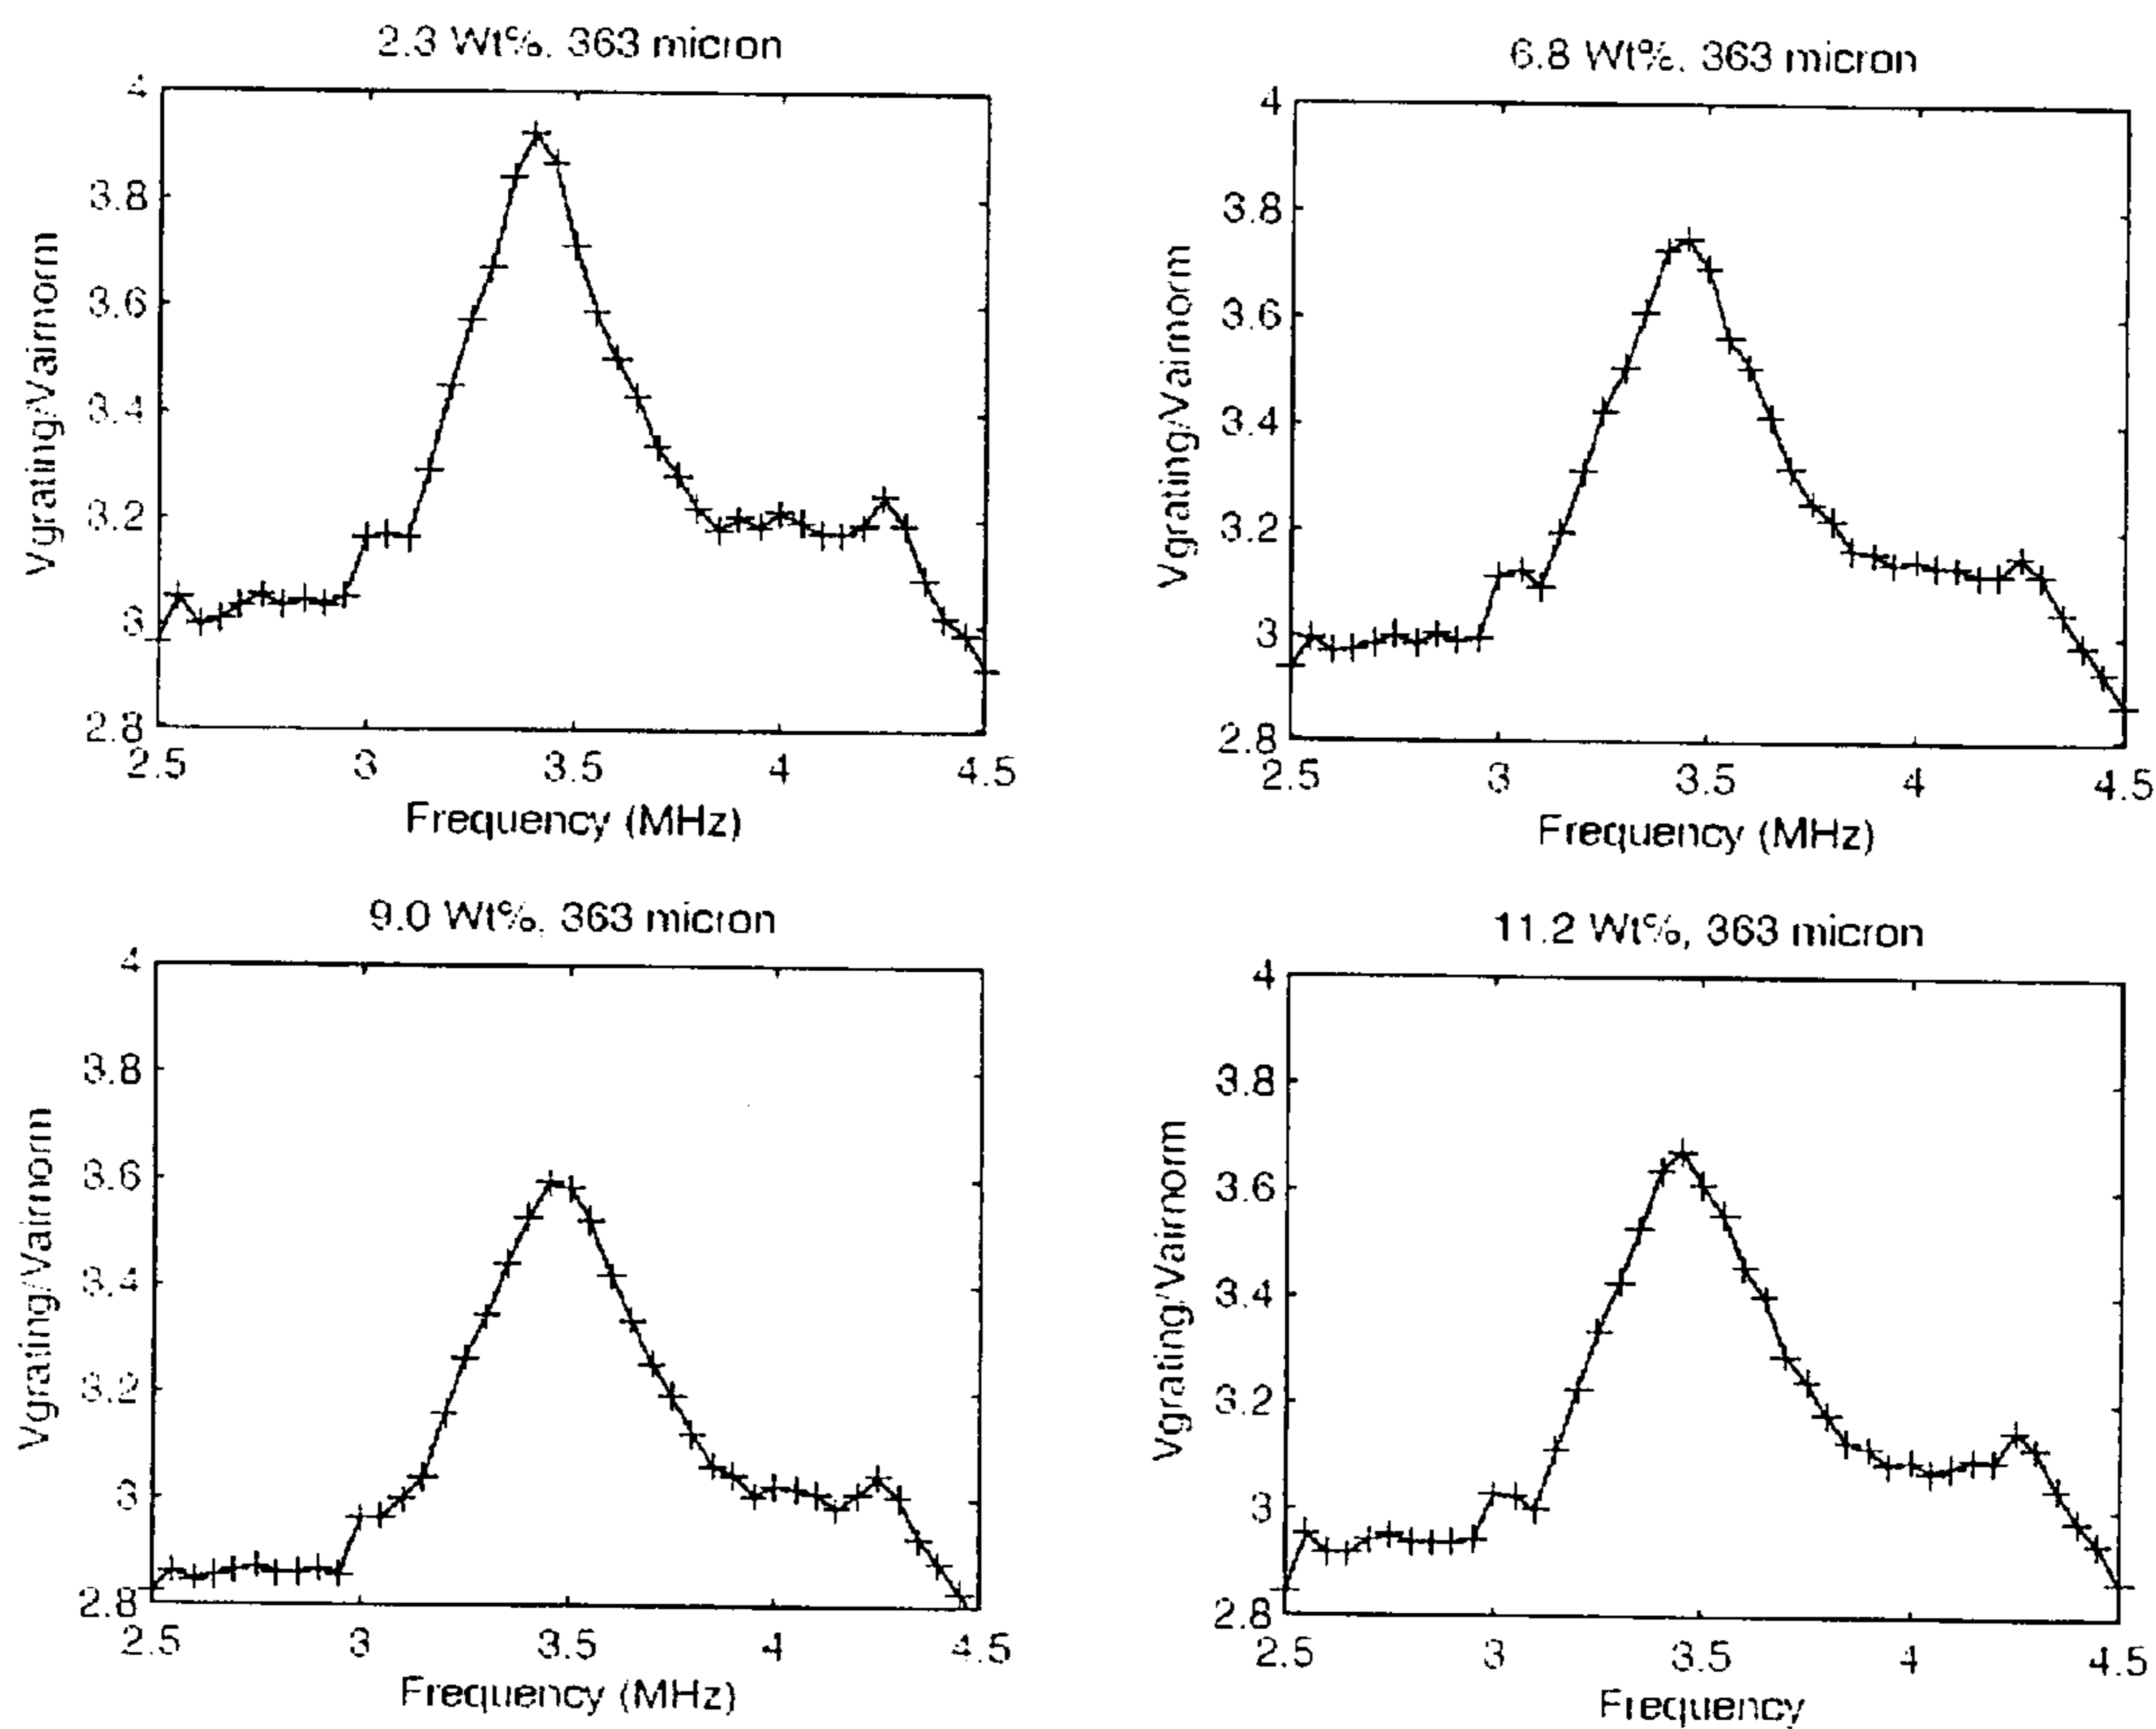 2.3 Wt%, 363 micron
4
3.8
3.6
3.4
3.2
3
2.8
2.5 3 3.5 4 4.5
Vgrating/Vairnorm
Frequency (MHz)
6.8 Wt%, 363 micron
4
3.8
3.6
3.4
3.2
3
2.8
2.5 3 3.5 4 4.5
Vgrating/Vairnorm
Frequency (MHz)
9.0 Wt%, 363 micron
4
3.8
3.6
3.4
3.2
3
2.8
2.5 3 3.5 4 4.5
Vgrating/Vairnorm
Frequency (MHz)
11.2 Wt%, 363 micron
4
3.8
3.6
3.4
3.2
3
2.8
2.5 3 3.5 4 4.5
Vgrating/Vairnorm
Frequency